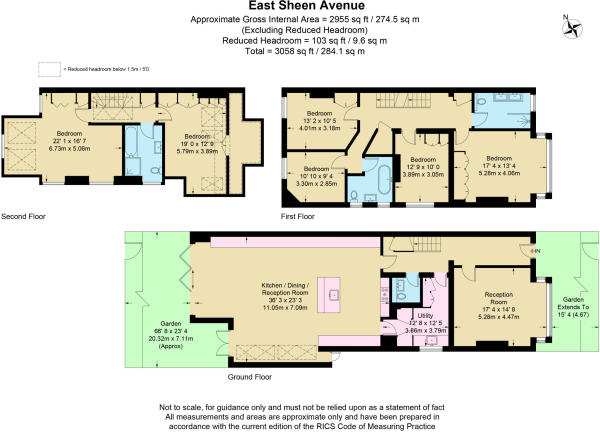 East Sheen Avenue
Approximate Gross Internal Area = 2955 sq ft / 274.5 sq m
(Excluding Reduced Headroom)
Reduced Headroom = 103 sq ft / 9.6 sq m
Total = 3058 sq ft / 284.1 sq m
N
= Reduced headroom below 1.5m / 5'0
Bedroom
22' 1 x 16' 7
6.73m x 5.06m
Bedroom
19' 0 x 12' 9
5.79m x 3.89m
Second Floor
Bedroom
13' 2 x 10' 5
4.01m x 3.18m
Bedroom
10' 10 x 9' 4
3.30m x 2.85m
Bedroom
12' 9 x 10' 0
3.89m x 3.05m
Bedroom
17' 4 x 13' 4
5.28m x 4.06m
First Floor
Kitchen / Dining /
Reception Room
36' 3 x 23' 3
11.05m x 7.09m
Garden
66' 8 x 23' 4
20.32m x 7.11m
(Approx)
Utility
12' 8 x 12' 5
3.86m x 3.79m
Reception
Room
17' 4 x 14' 8
5.28m x 4.47m
IN
Garden
Extends To
15' 4 (4.67)
Ground Floor
Not to scale, for guidance only and must not be relied upon as a statement of fact
All measurements and areas are approximate only and have been prepared in
accordance with the current edition of the RICS Code of Measuring Practice